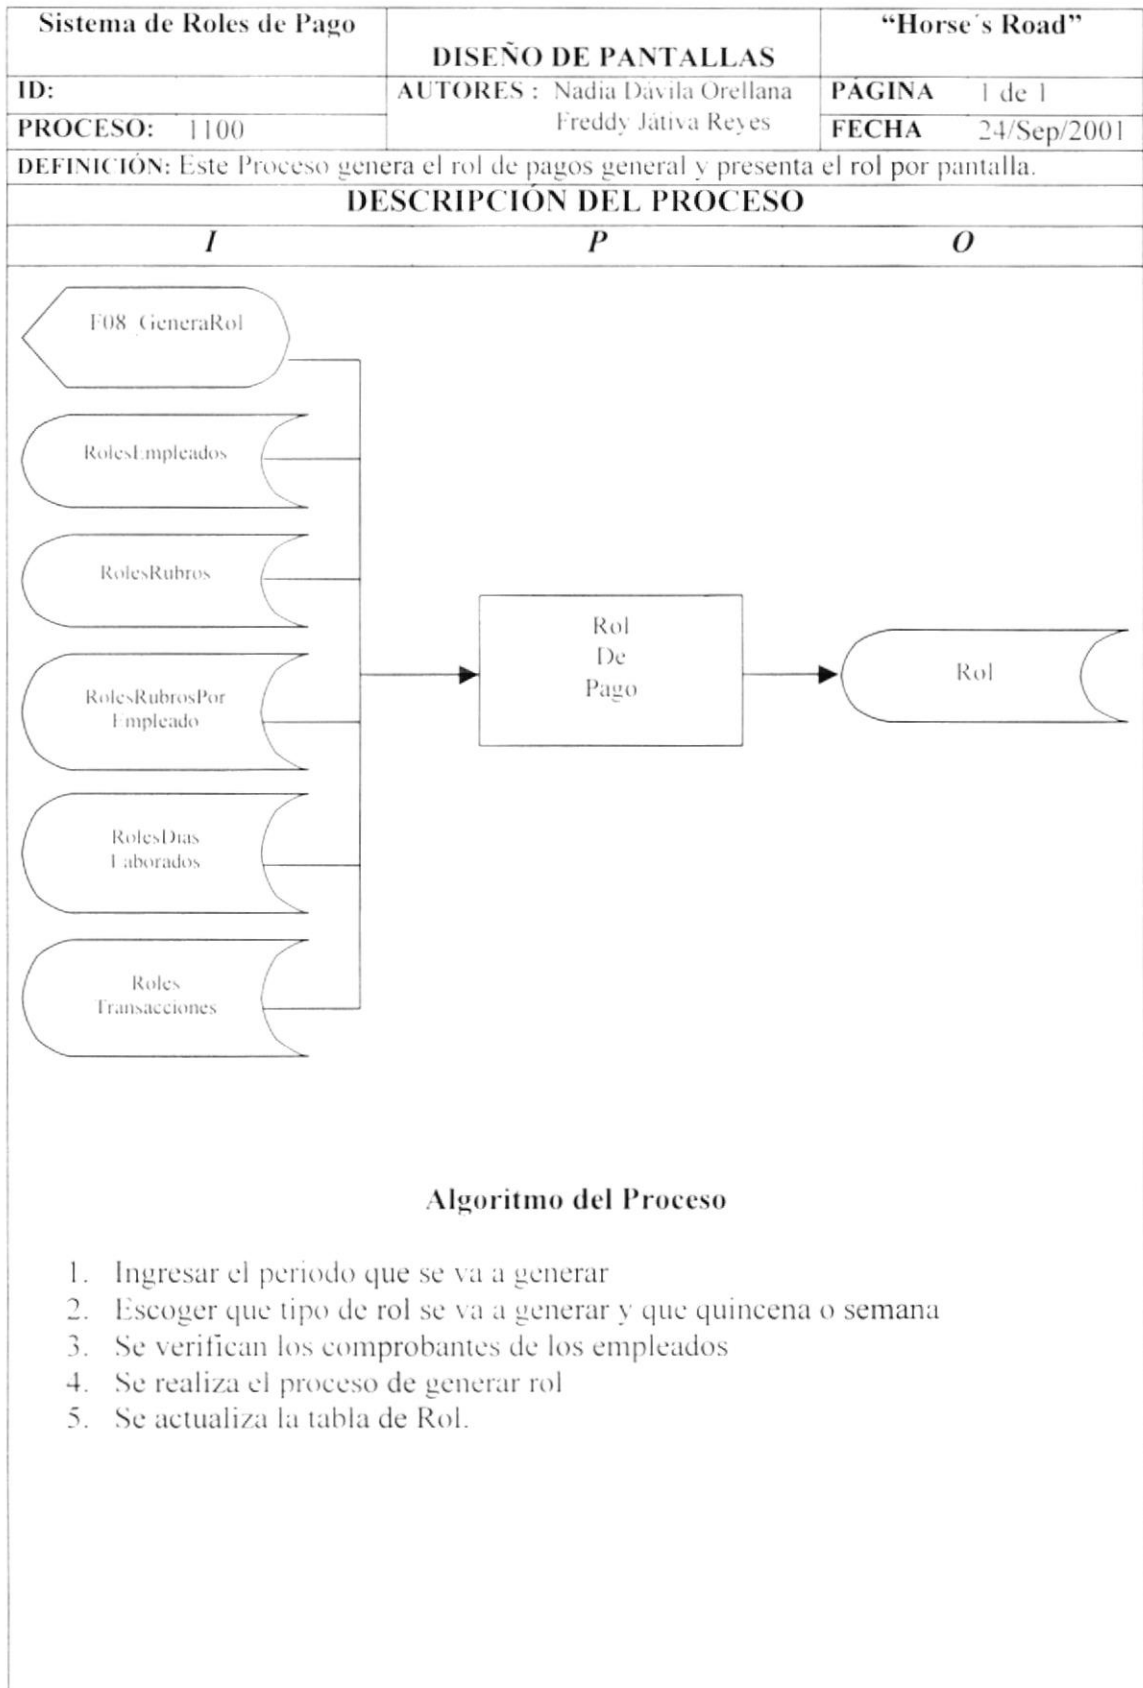 Sistema de Roles de Pago
DISEÑO DE PANTALLAS
“Horse´s Road”
ID:
AUTORES : Nadia Dávila Orellana
Freddy Játiva Reyes
PÁGINA 1 de 1
PROCESO: 1100
FECHA 24/Sep/2001
DEFINICIÓN: Este Proceso genera el rol de pagos general y presenta el rol por pantalla.
DESCRIPCIÓN DEL PROCESO
I P O
F08_GeneraRol
RolesEmpleados
RolesRubros
RolesRubrosPor
Empleado
RolesDias
Laborados
Roles
Transacciones
Rol
De
Pago
Rol
Algoritmo del Proceso
1. Ingresar el periodo que se va a generar
2. Escoger que tipo de rol se va a generar y que quincena o semana
3. Se verifican los comprobantes de los empleados
4. Se realiza el proceso de generar rol
5. Se actualiza la tabla de Rol.